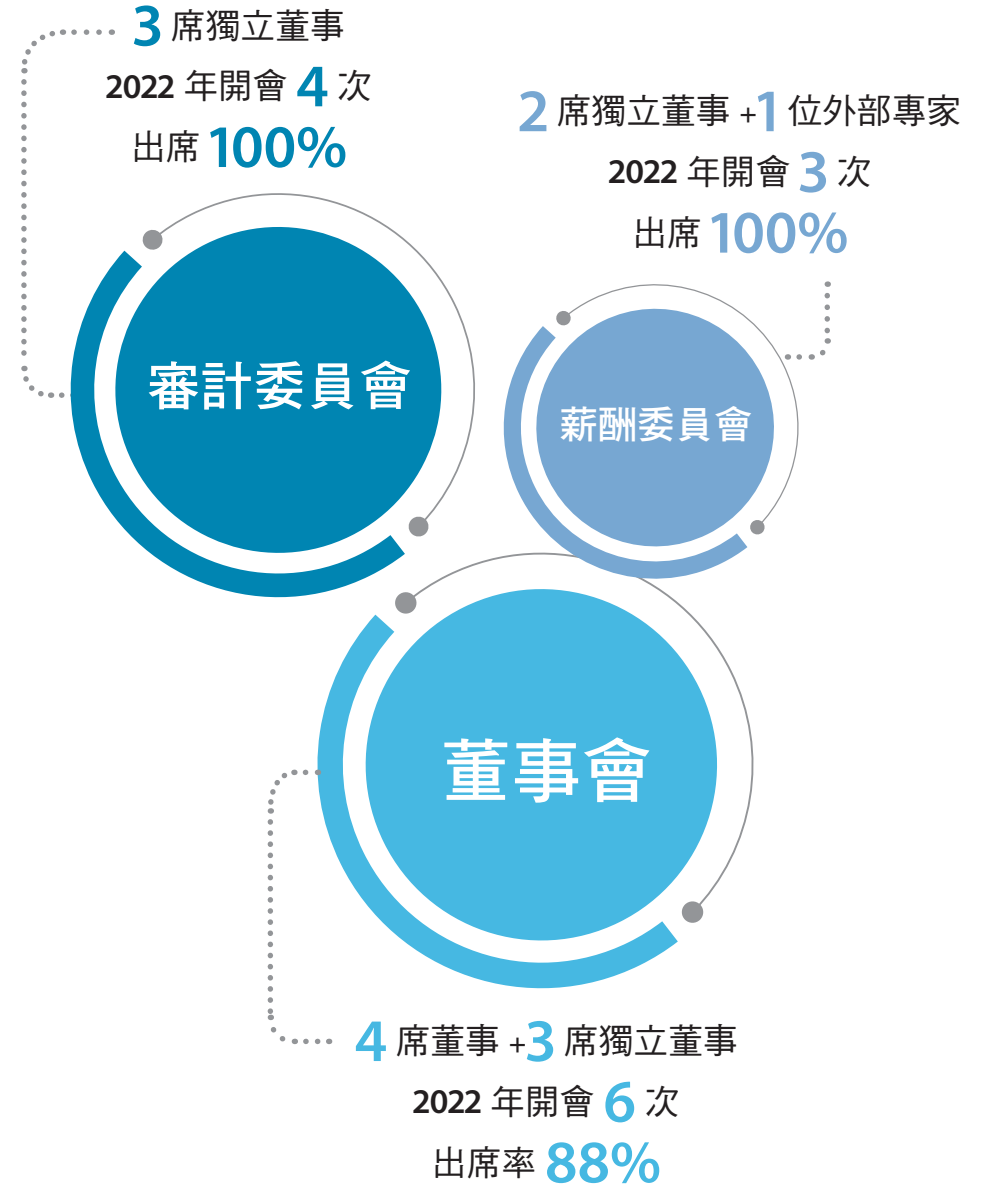 3 席獨立董事
2022 年開會 4 次
出席 100%
審計委員會
2 席獨立董事 +1 位外部專家
2022 年開會 3 次
出席 100%
薪酬委員會
董事會
4 席董事 +3 席獨立董事
2022 年開會 6 次
出席率 88%